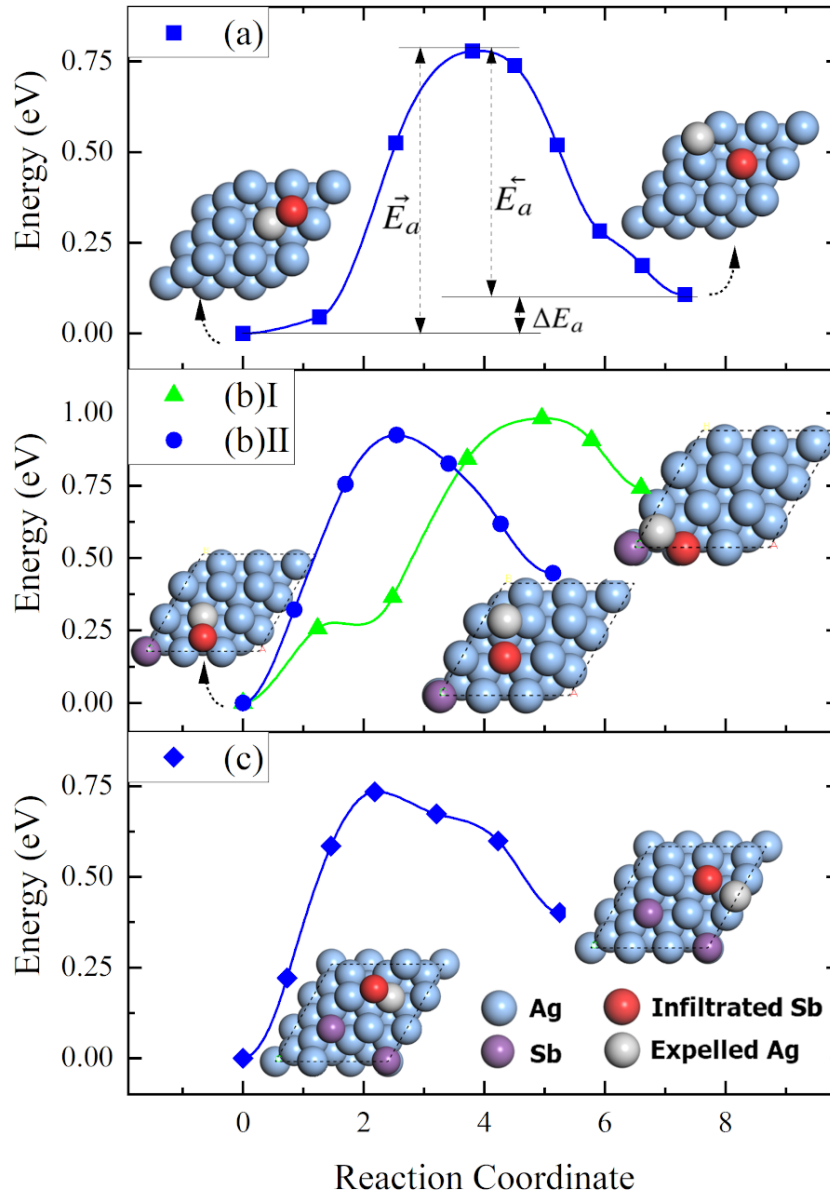 (a)
Energy (eV)
0.75
0.50
0.25
0.00
E⃗a
E⃖a
ΔEa
(b)I
(b)II
Energy (eV)
1.00
0.75
0.50
0.25
0.00
(c)
Energy (eV)
0.75
0.50
0.25
0.00
Ag
Infiltrated Sb
Sb
Expelled Ag
0 2 4 6 8
Reaction Coordinate